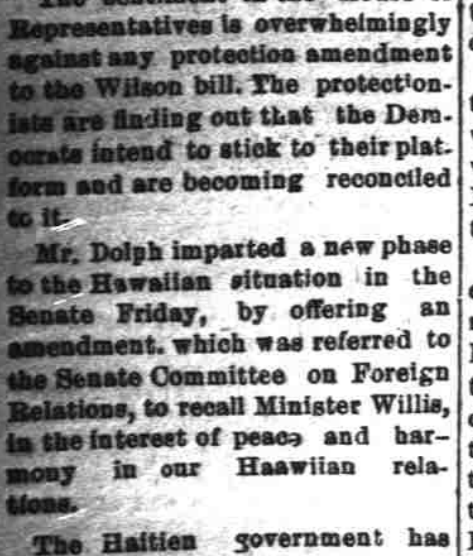 Representatives is overwhelmingly
against any protection amendment
to the Wilson bill. The protection-
ists are finding out that the Dem-
ocrats intend to stick to their plat-
form and are becoming reconciled
to it.
Mr. Dolph imparted a new phase
to the Hawaiian situation in the
Senate Friday, by offering an
amendment. which was referred to
the Senate Committee on Foreign
Relations, to recall Minister Willis,
in the interest of peace and har-
mony in our Haawiian rela-
tions.
The Haitien government has